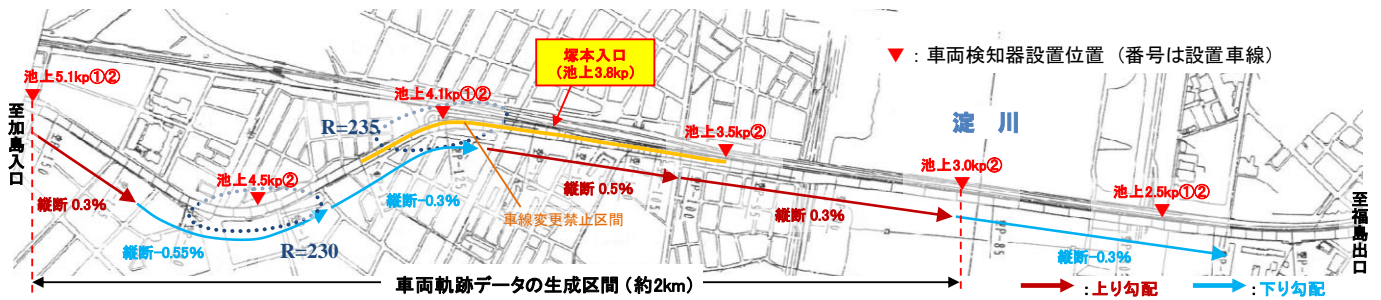 塚本入口
(池上3.8kp)
▼：車両検知器設置位置（番号は設置車線）
池上5.1kp①②
池上4.1kp①②
至加島入口
R=235
池上3.5kp②
淀 川
池上4.5kp②
池上3.0kp②
池上2.5kp①②
至福島出口
縦断 0.3%
縦断-0.3%
縦断 0.5%
縦断 0.3%
車線変更禁止区間
縦断-0.55%
R=230
縦断-0.3%
車両軌跡データの生成区間（約2km）
:上り勾配
:下り勾配